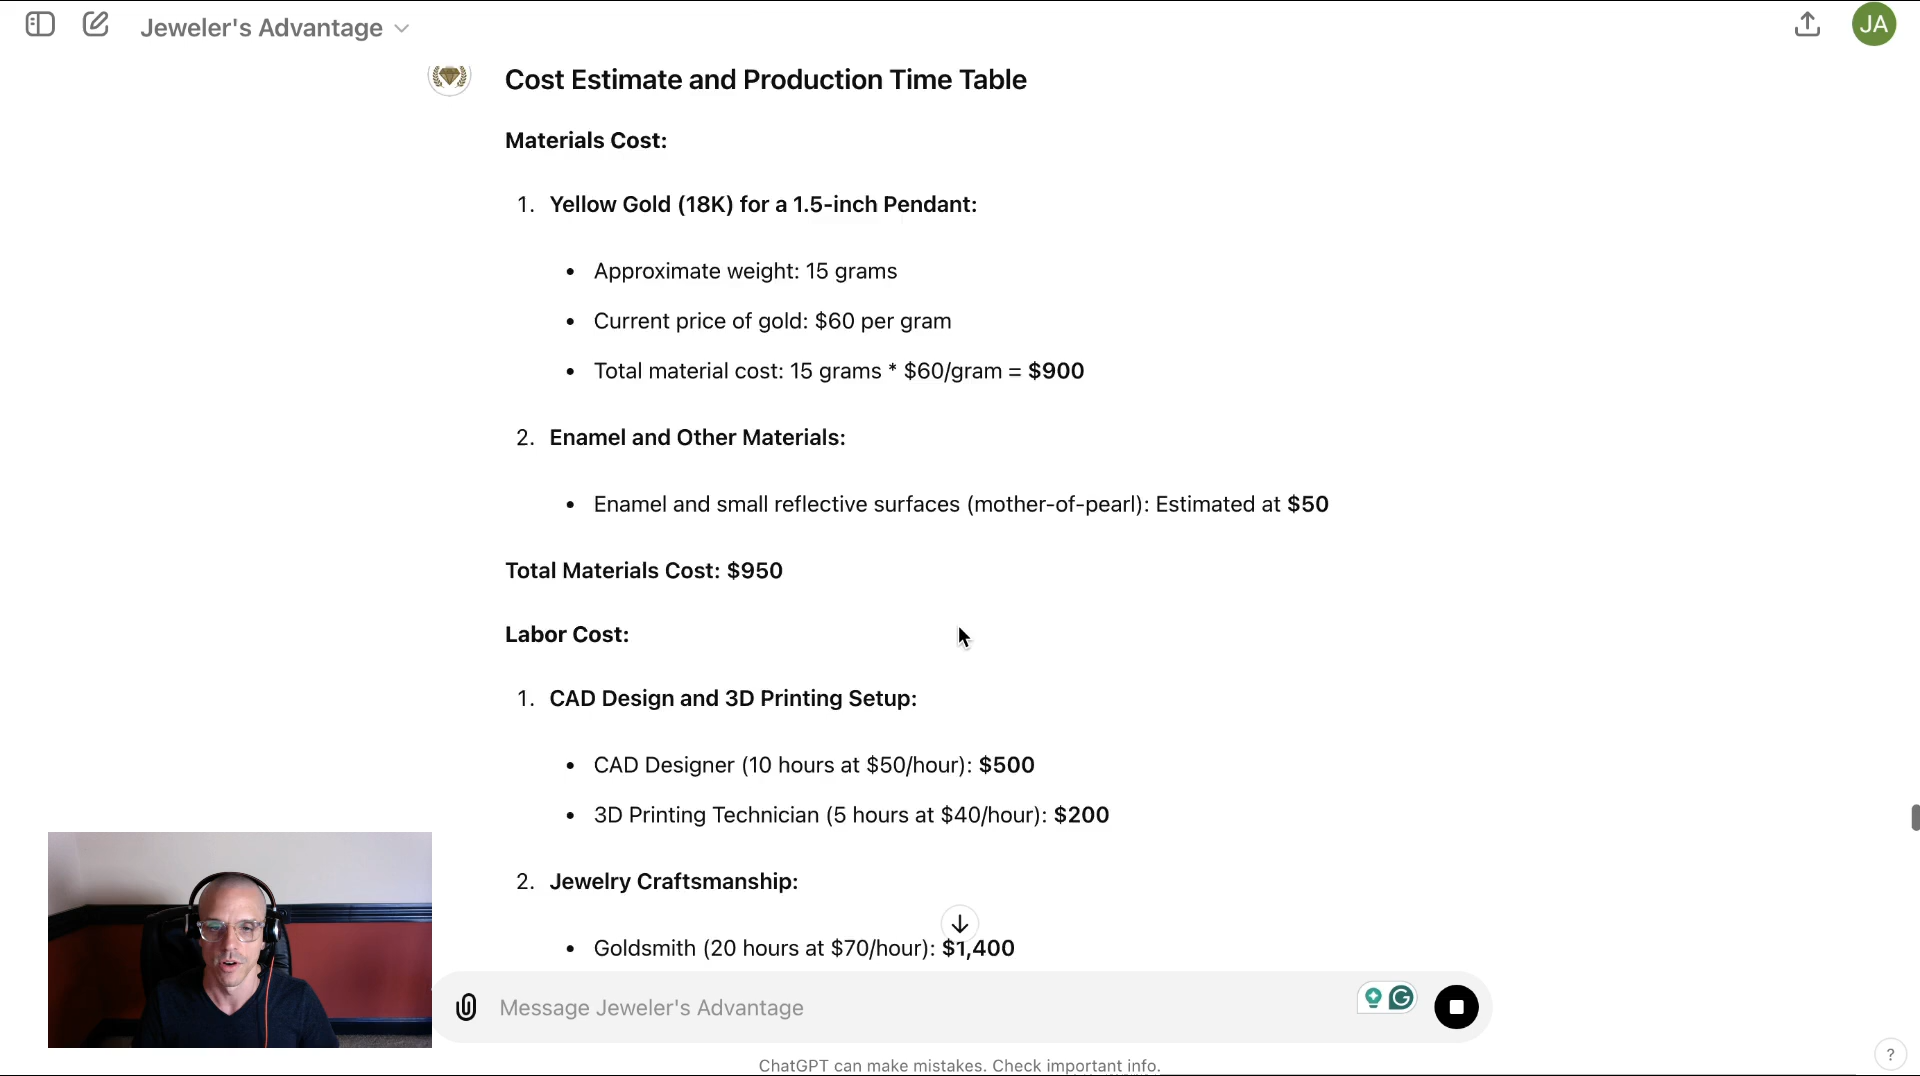 Jeweler's Advantage
JA
Cost Estimate and Production Time Table
Materials Cost:
1. Yellow Gold (18K) for a 1.5-inch Pendant:
• Approximate weight: 15 grams
• Current price of gold: $60 per gram
• Total material cost: 15 grams * $60/gram = $900
2. Enamel and Other Materials:
• Enamel and small reflective surfaces (mother-of-pearl): Estimated at $50
Total Materials Cost: $950
Labor Cost:
1. CAD Design and 3D Printing Setup:
• CAD Designer (10 hours at $50/hour): $500
• 3D Printing Technician (5 hours at $40/hour): $200
2. Jewelry Craftsmanship:
• Goldsmith (20 hours at $70/hour): $1,400
Message Jeweler's Advantage
ChatGPT can make mistakes. Check important info.
?